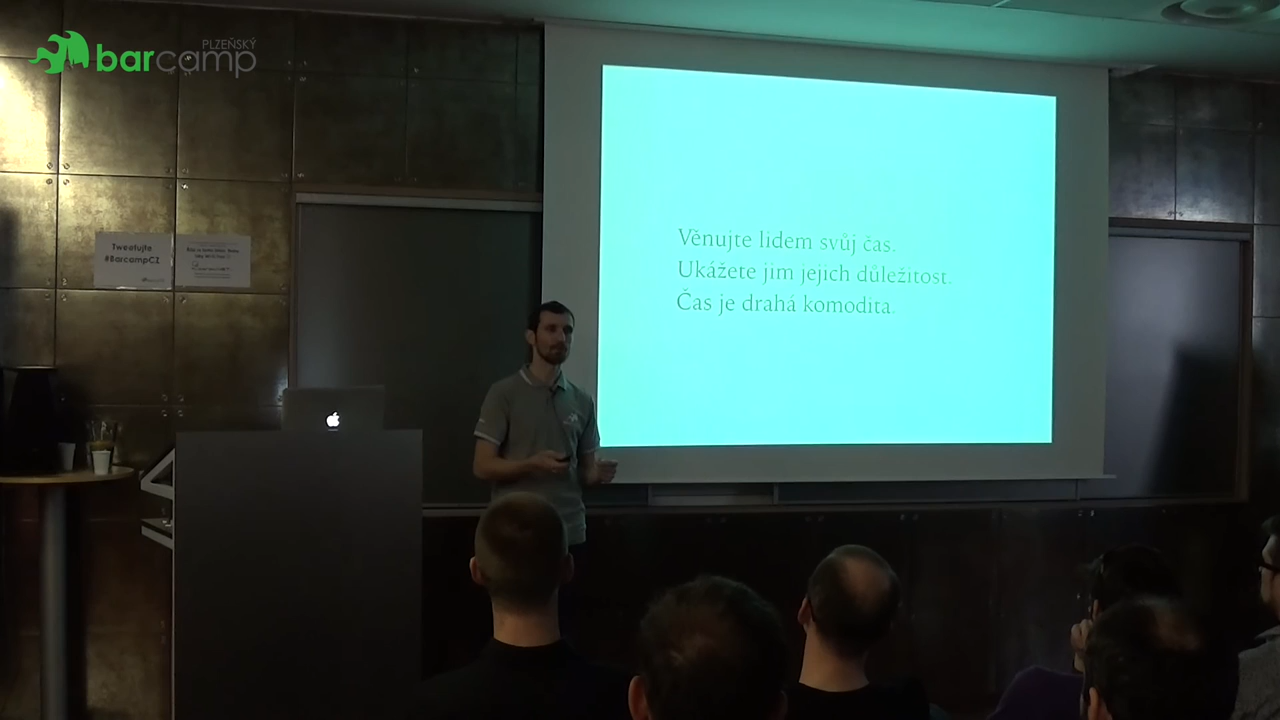 PLZEŇSKÝ
barcamp
Tweetujte
#BarcampCZ
Věnujte lidem svůj čas.
Ukážete jim jejich důležitost.
Čas je drahá komodita.